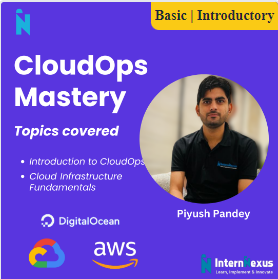 Basic | Introductory
CloudOps
Mastery
Topics covered
Introduction to CloudOps
Cloud Infrastructure
Fundamentals
Piyush Pandey
DigitalOcean
aws
InternNexus
Learn, Implement & Innovate